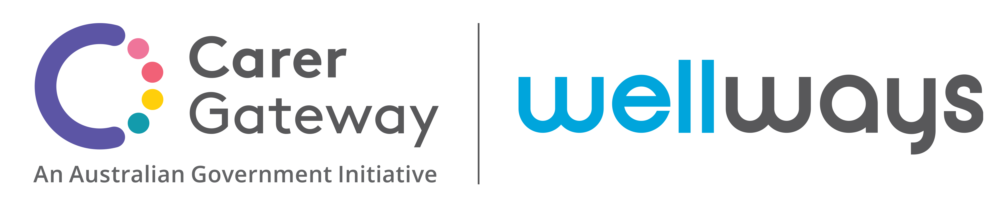 Carer
Gateway
An Australian Government Initiative
wellways